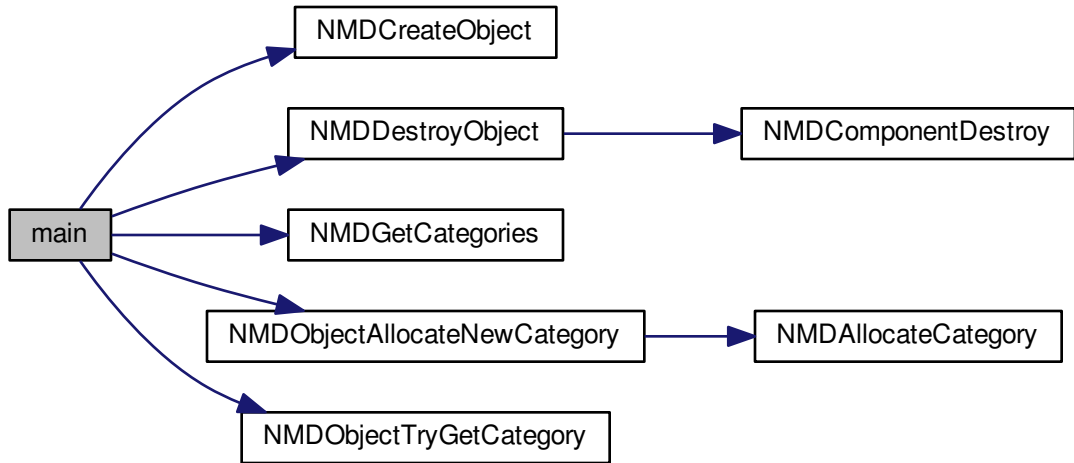 NMDCreateObject
NMDDestroyObject
NMDComponentDestroy
main
NMDGetCategories
NMDObjectAllocateNewCategory
NMDAllocateCategory
NMDObjectTryGetCategory